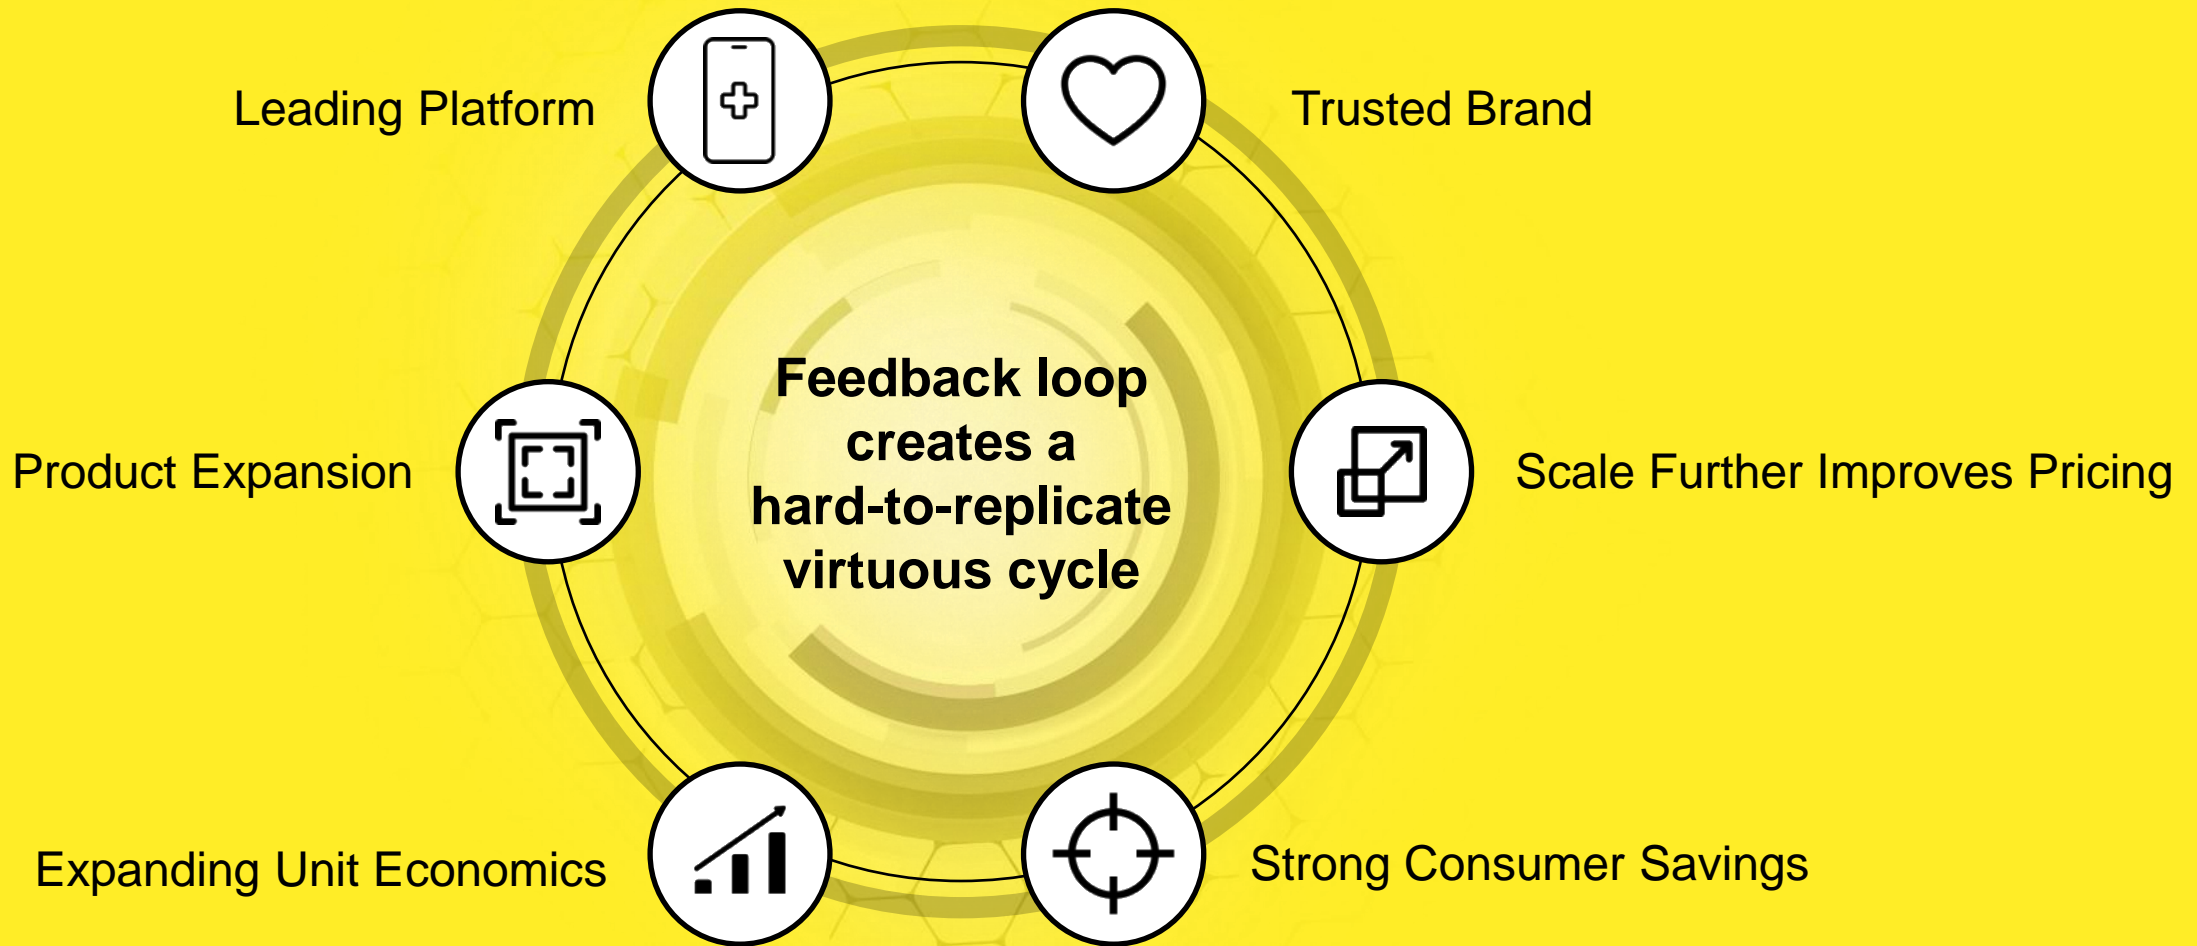 Leading Platform
Trusted Brand
Feedback loop
creates a
hard-to-replicate
virtuous cycle
Product Expansion
Scale Further Improves Pricing
Expanding Unit Economics
Strong Consumer Savings